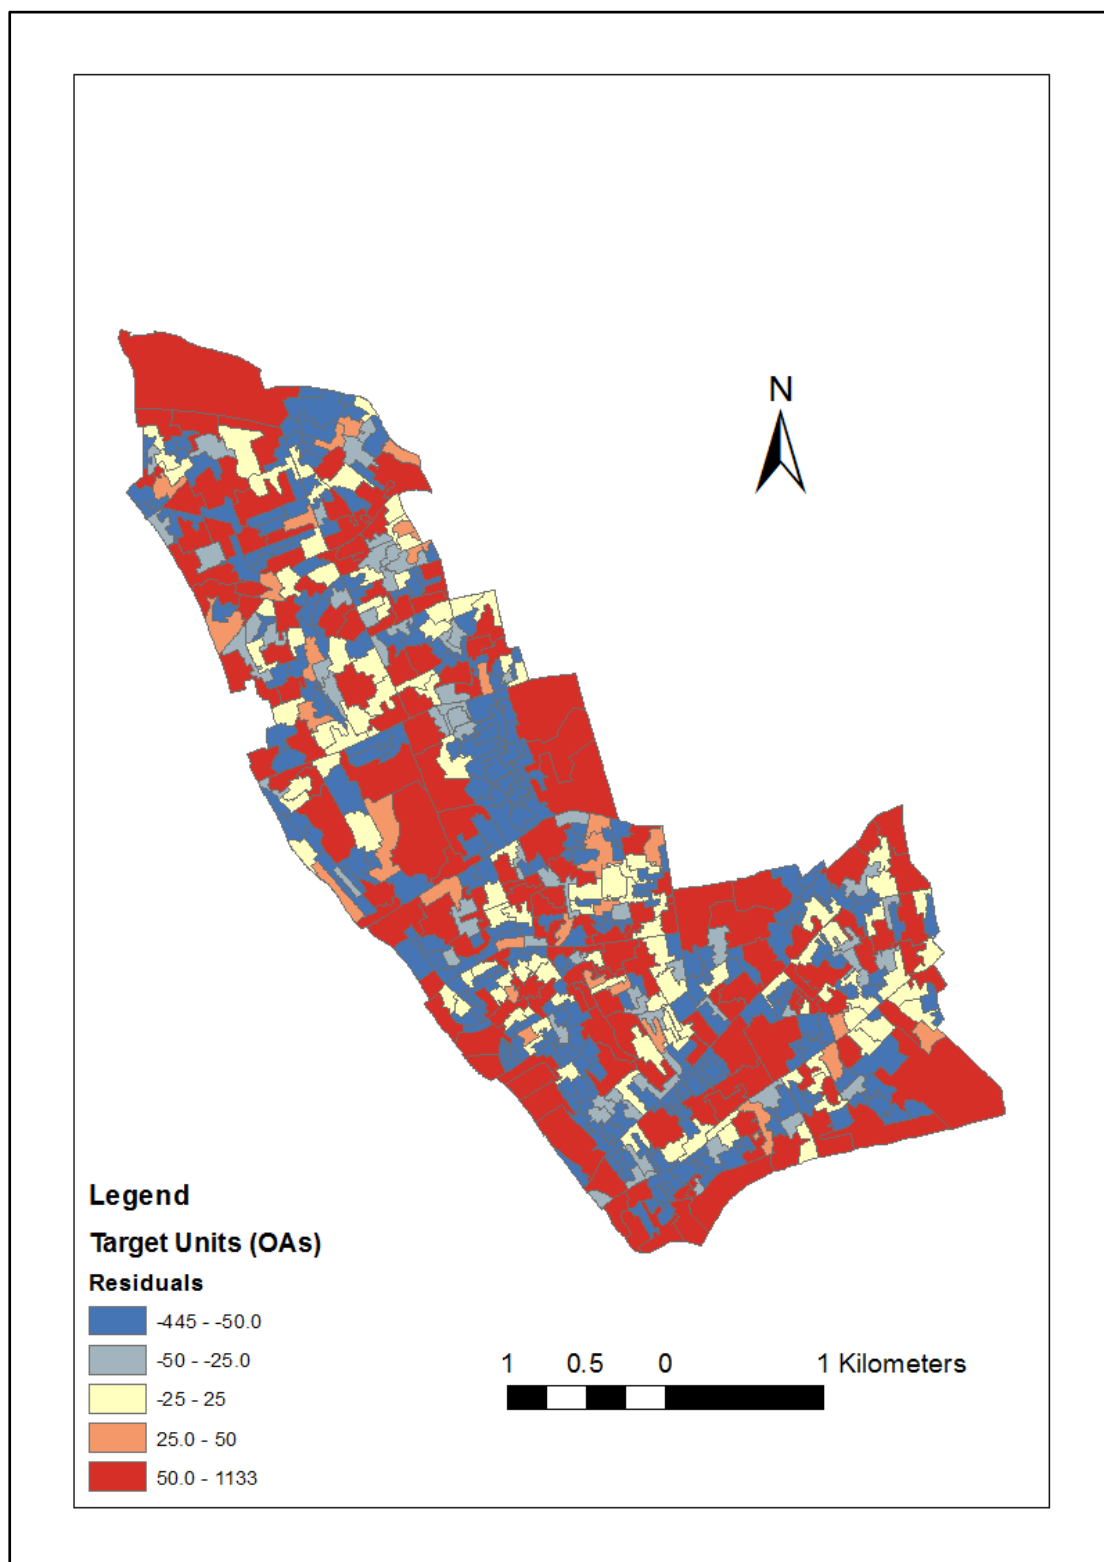 N
Legend
Target Units (OAs)
Residuals
-445 - -50.0
-50 - -25.0
-25 - 25
25.0 - 50
50.0 - 1133
1 0.5 0 1 Kilometers